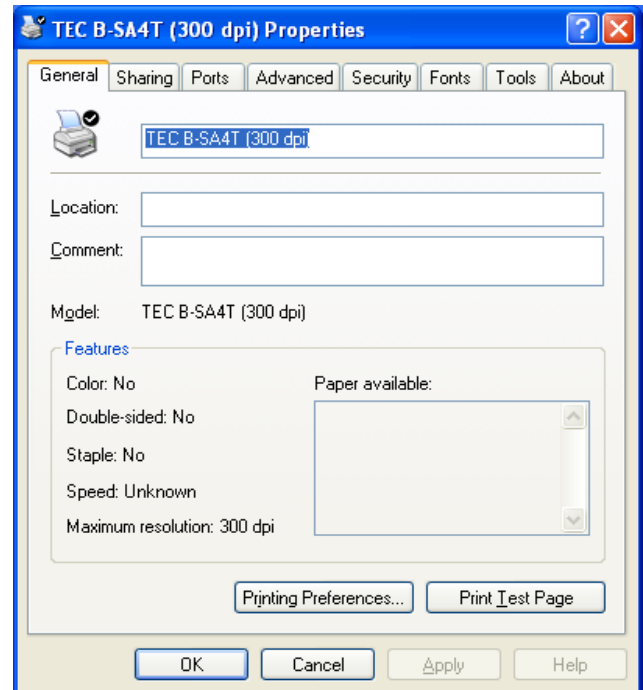 TEC B-SA4T (300 dpi) Properties
General Sharing Ports Advanced Security Fonts Tools About
TEC B-SA4T (300 dpi)
Location:
Comment:
Model: TEC B-SA4T (300 dpi)
Features
Color: No Paper available:
Double-sided: No
Staple: No
Speed: Unknown
Maximum resolution: 300 dpi
Printing Preferences... Print Test Page
OK Cancel Apply Help